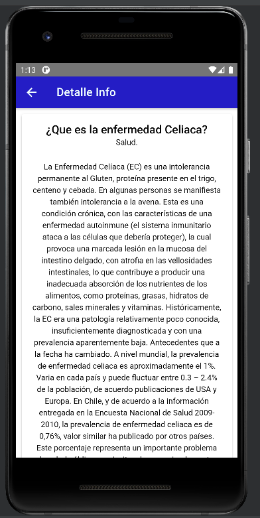 1:13
Detalle Info
¿Que es la enfermedad Celiaca?
Salud.
La Enfermedad Celiaca (EC) es una intolerancia
permanente al Gluten, proteína presente en el trigo,
centeno y cebada. En algunas personas se manifiesta
también intolerancia a la avena. Esta es una
condición crónica, con las características de una
enfermedad autoinmune (el sistema inmunitario
ataca a las células que debería proteger), la cual
provoca una marcada lesión en la mucosa del
intestino delgado, con atrofia en las vellosidades
intestinales, lo que contribuye a producir una
inadecuada absorción de los nutrientes de los
alimentos, como proteínas, grasas, hidratos de
carbono, sales minerales y vitaminas. Históricamente,
la EC era una patología relativamente poco conocida,
insuficientemente diagnosticada y con una
prevalencia aparentemente baja. Antecedentes que a
la fecha ha cambiado. A nivel mundial, la prevalencia
de enfermedad celiaca es aproximadamente el 1%.
Varia en cada país y puede fluctuar entre 0.3 – 2.4%
de la población, de acuerdo publicaciones de USA y
Europa. En Chile, y de acuerdo a la información
entregada en la Encuesta Nacional de Salud 2009-
2010, la prevalencia de enfermedad celiaca es de
0,76%, valor similar ha publicado por otros países.
Este porcentaje representa un importante problema